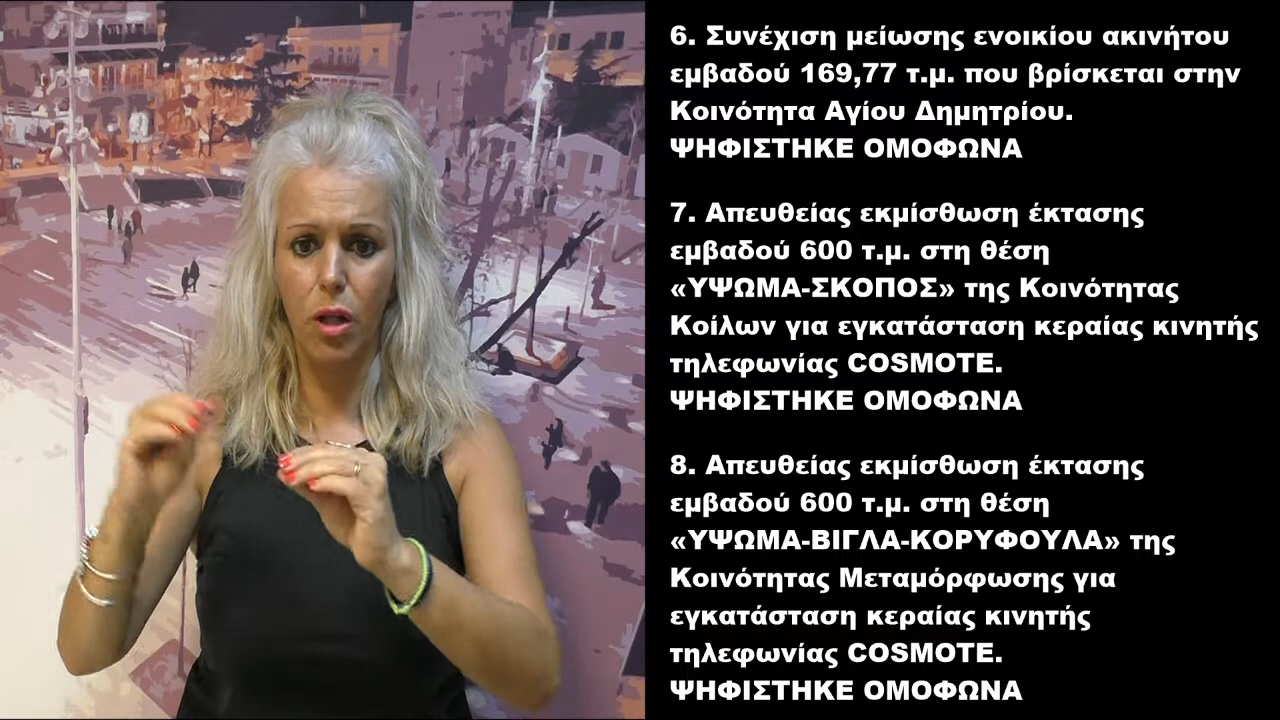 6. Συνέχιση μείωσης ενοικίου ακινήτου
εμβαδού 169,77 τ.μ. που βρίσκεται στην
Κοινότητα Αγίου Δημητρίου.
ΨΗΦΙΣΤΗΚΕ ΟΜΟΦΩΝΑ
7. Απευθείας εκμίσθωση έκτασης
εμβαδού 600 τ.μ. στη θέση
«ΥΨΩΜΑ-ΣΚΟΠΟΣ» της Κοινότητας
Κοίλων για εγκατάσταση κεραίας κινητής
τηλεφωνίας COSMOTE.
ΨΗΦΙΣΤΗΚΕ ΟΜΟΦΩΝΑ
8. Απευθείας εκμίσθωση έκτασης
εμβαδού 600 τ.μ. στη θέση
«ΥΨΩΜΑ-ΒΙΓΛΑ-ΚΟΡΥΦΟΥΛΑ» της
Κοινότητας Μεταμόρφωσης για
εγκατάσταση κεραίας κινητής
τηλεφωνίας COSMOTE.
ΨΗΦΙΣΤΗΚΕ ΟΜΟΦΩΝΑ